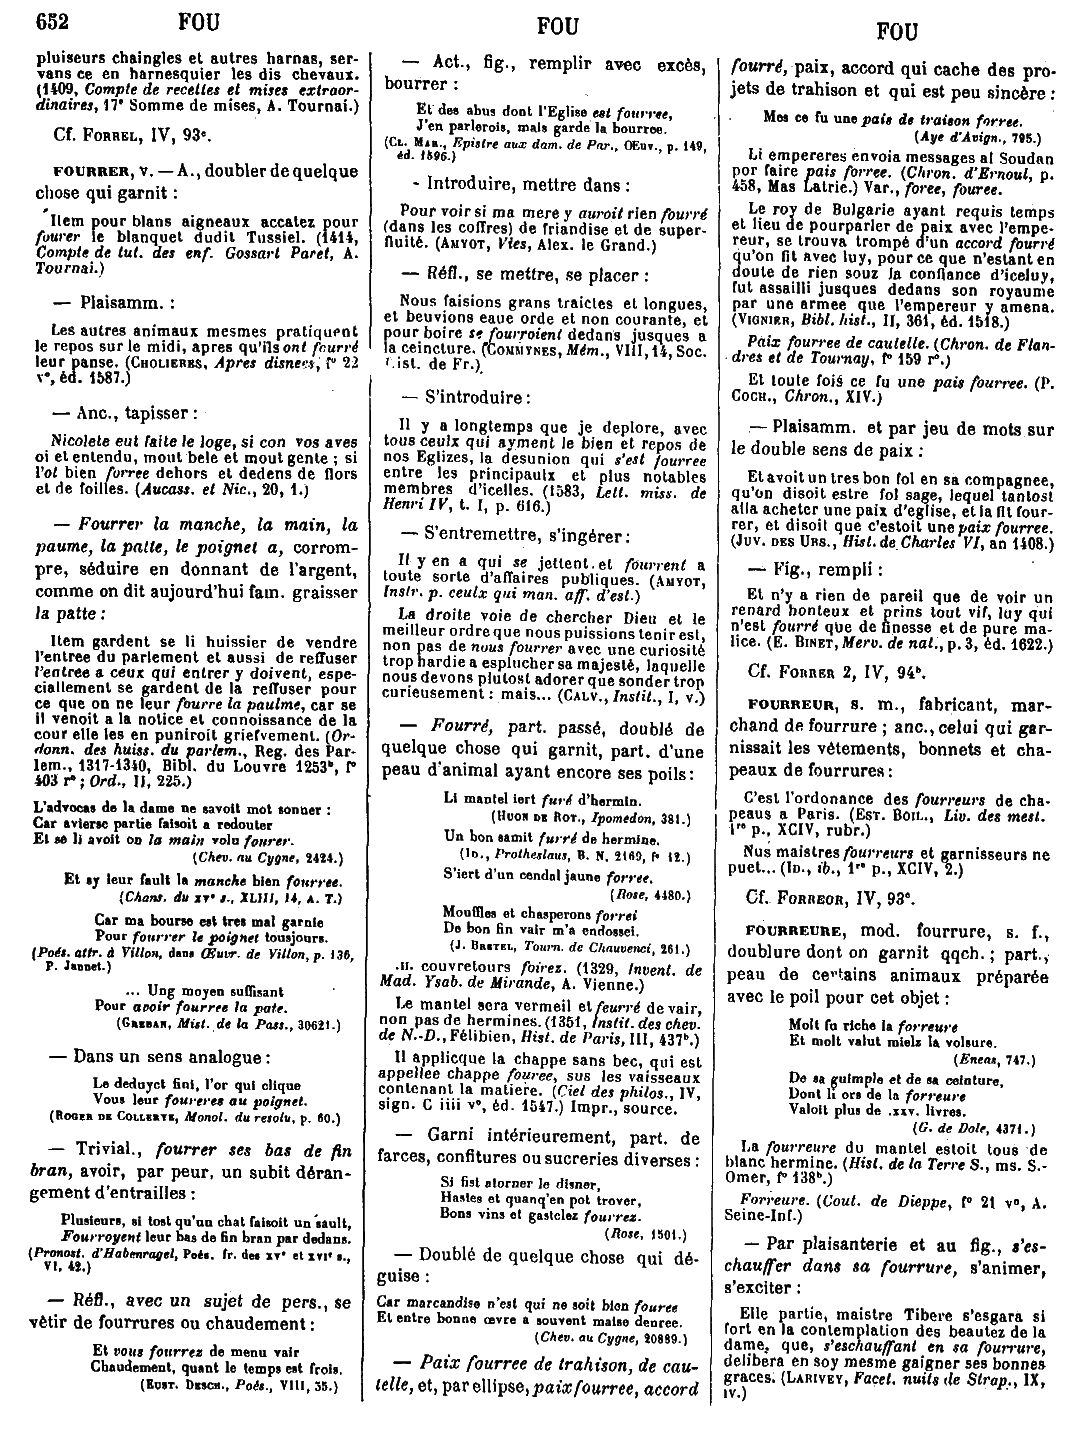 652 FOU FOU FOU
pluiseurs chaingles et autres harnas, ser-
vans ce en harnesquier les dis chevaux.
(1409, Compte de recettes et mises extraor-
dinaires, 17e Somme de mises, A. Tournai.)
Cf. FORREL, IV, 93c.
FOURRER, v. — A., doubler de quelque
chose qui garnit :
Item pour blans aigneaux accatez pour
fourer le blanquet dudit Tussiel. (1414,
Compte de tut. des enf. Gossart Paret, A.
Tournai.)
— Plaisamm. :
Les autres animaux mesmes pratiquent
le repos sur le midi, apres qu'ils ont fourré
leur panse. (CHOLIERES, Apres disnees, fo 22
vo, éd. 1587.)
— Anc., tapisser :
Nicolete eut faite le loge, si con vos aves
oi et entendu, mout bele et mout gente ; si
l'ot bien forree dehors et dedens de flors
et de foilles. (Aucass. et Nic., 20, 1.)
— Fourrer la manche, la main, la
paume, la patte, le poignet a, corrom-
pre, séduire en donnant de l'argent,
comme on dit aujourd'hui fam. graisser
la patte :
Item gardent se li huissier de vendre
l'entree du parlement et aussi de reffuser
l'entree a ceux qui entrer y doivent, espe-
ciallement se gardent de la reffuser pour
ce que on ne leur fourre la paulme, car se
il venoit a la notice et connoissance de la
cour elle les en puniroit griefvement. (Or-
donn. des huiss. du parlem., Reg. des Par-
lem., 1317-1340, Bibl. du Louvre 1253b, fo
403 ro ; Ord., II, 225.)
L'advocas de la dame ne savoit mot sonner :
Car avierse partie faisoit a redouter
Et se li avoit on la main volu fourer.
(Chev. au Cygne, 2424.)
Et sy leur fault la manche bien fourree.
(Chans. du XVe s., XLIII, 14, A. T.)
Car ma bourse est tres mal garnie
Pour fourrer le poignet tousjours.
(Poés. attr. à Villon, dans Œuvr. de Villon, p. 136,
P. Jannet.)
... Ung moyen suffisant
Pour avoir fourree la pate.
(GREBAN, Mist. de la Pass., 30621.)
— Dans un sens analogue :
Le deduyct fini, l'or qui clique
Vous leur foureres au poignet.
(ROGER DE COLLERYE, Monol. du resolu, p. 60.)
— Trivial., fourrer ses bas de fin
bran, avoir, par peur, un subit déran-
gement d'entrailles :
Plusieurs, si tost qu'un chat faisoit un sault,
Fourroyent leur bas de fin bran par dedans.
(Pronost. d'Habenragel, Poés. fr. des XVe et XVIe s.,
VI, 42.)
— Réfl., avec un sujet de pers., se
vêtir de fourrures ou chaudement :
Et vous fourrez de menu vair
Chaudement, quant le temps est frois.
(EUST. DESCH., Poés., VIII, 35.)
— Act., fig., remplir avec excès,
bourrer :
Et des abus dont l'Eglise est fourree,
J'en parlerois, mais garde la bourree.
(CL. MAR., Epistre aux dam. de Par., Œuv., p. 149,
éd. 1596.)
- Introduire, mettre dans :
Pour voir si ma mere y auroit rien fourré
(dans les coffres) de friandise et de super-
fluité. (AMYOT, Vies, Alex. le Grand.)
— Réfl., se mettre, se placer :
Nous faisions grans traictes et longues,
et beuvions eaue orde et non courante, et
pour boire se fourroient dedans jusques a
la ceincture. (COMMYNES, Mém., VIII, 14, Soc.
Hist. de Fr.)
— S'introduire :
Il y a longtemps que je deplore, avec
tous ceulx qui ayment le bien et repos de
nos Eglizes, la desunion qui s'est fourree
entre les principaulx et plus notables
membres d'icelles. (1583, Lett. miss. de
Henri IV, t. I, p. 616.)
— S'entremettre, s'ingérer :
Il y en a qui se jettent et fourrent a
toute sorte d'affaires publiques. (AMYOT,
Instr. p. ceulx qui man. aff. d'est.)
La droite voie de chercher Dieu et le
meilleur ordre que nous puissions tenir est,
non pas de nous fourrer avec une curiosité
trop hardie a esplucher sa majesté, laquelle
nous devons plutost adorer que sonder trop
curieusement : mais... (CALV., Instit., I, v.)
— Fourré, part. passé, doublé de
quelque chose qui garnit, part. d'une
peau d'animal ayant encore ses poils :
Li mantel iert furé d'hermin.
(HUON DE ROT., Ipomedon, 381.)
Un bon samit furré de hermine.
(ID., Protheslaus, B. N. 2169, fo 12.)
S'iert d'un cendal jaune forree.
(Rose, 4480.)
Mouffles et chasperons forrei
De bon fin vair m'a endossei.
(J. BRETEL, Tourn. de Chauvenci, 261.)
.II. couvretours foirez. (1329, Invent. de
Mad. Ysab. de Mirande, A. Vienne.)
Le mantel sera vermeil et feurré de vair,
non pas de hermines. (1351, Instit. des chev.
de N.-D., Félibien, Hist. de Paris, III, 437b.)
Il applicque la chappe sans bec, qui est
appellee chappe fouree, sus les vaisseaux
contenant la matiere. (Ciel des philos., IV,
sign. C iiii vo, éd. 1547.) Impr., source.
— Garni intérieurement, part. de
farces, confitures ou sucreries diverses :
Si fist atorner le disner,
Hastes et quanq'en pot trover,
Bons vins et gastelez fourrez.
(Rose, 1501.)
— Doublé de quelque chose qui dé-
guise :
Car marcandise n'est qui ne soit bien fouree
Et entre bonne œvre a souvent maise denree.
(Chev. au Cygne, 20889.)
— Paix fourree de trahison, de cau-
telle, et, par ellipse, paix fourree, accord
fourré, paix, accord qui cache des pro-
jets de trahison et qui est peu sincère :
Mes ce fu une pais de traison forree.
(Aye d'Avign., 795.)
Li empereres envoia messages al Soudan
por faire pais forree. (Chron. d'Ernoul, p.
458, Mas Latrie.) Var., foree, fouree.
Le roy de Bulgarie ayant requis temps
et lieu de pourparler de paix avec l'empe-
reur, se trouva trompé d'un accord fourré
qu'on fit avec luy, pour ce que n'estant en
doute de rien souz la confiance d'iceluy,
fut assailli jusques dedans son royaume
par une armee que l'empereur y amena.
(VIGNIER, Bibl. hist., II, 361, éd. 1518.)
Paix fourree de cautelle. (Chron. de Flan-
dres et de Tournay, fo 159 ro.)
Et toute fois ce fu une pais fourree. (P.
COCH., Chron., XIV.)
— Plaisamm. et par jeu de mots sur
le double sens de paix :
Et avoit un tres bon fol en sa compagnee,
qu'on disoit estre fol sage, lequel tantost
alla acheter une paix d'eglise, et la fit four-
rer, et disoit que c'estoit une paix fourree.
(JUV. DES URS., Hist. de Charles VI, an 1408.)
— Fig., rempli :
Et n'y a rien de pareil que de voir un
renard honteux et prins tout vif, luy qui
n'est fourré que de finesse et de pure ma-
lice. (E. BINET, Merv. de nat., p. 3, éd. 1622.)
Cf. FORRER 2, IV, 94b.
FOURREUR, s. m., fabricant, mar-
chand de fourrure ; anc., celui qui gar-
nissait les vêtements, bonnets et cha-
peaux de fourrures :
C'est l'ordonance des fourreurs de cha-
peaus a Paris. (EST. BOIL., Liv. des mest.
1re p., XCIV, rubr.)
Nus maistres fourreurs et garnisseurs ne
puet... (ID., ib., 1re p., XCIV, 2.)
Cf. FORREOR, IV, 93c.
FOURREURE, mod. fourrure, s. f.,
doublure dont on garnit qqch. ; part.,
peau de certains animaux préparée
avec le poil pour cet objet :
Molt fu riche la forreure
Et molt valut mielz la volsure.
(Eneas, 747.)
De sa guimple et de sa ceinture,
Dont li ors de la forreure
Valoit plus de .XXV. livres.
(G. de Dole, 4371.)
La fourreure du mantel estoit tous de
blanc hermine. (Hist. de la Terre S., ms. S.-
Omer, fo 138b.)
Forreure. (Cout. de Dieppe, fo 21 vo, A.
Seine-Inf.)
— Par plaisanterie et au fig., s'es-
chauffer dans sa fourrure, s'animer,
s'exciter :
Elle partie, maistre Tibere s'esgara si
fort en la contemplation des beautez de la
dame, que, s'eschauffant en sa fourrure,
delibera en soy mesme gaigner ses bonnes
graces. (LARIVEY, Facet. nuits de Strap., IX,
IV.)